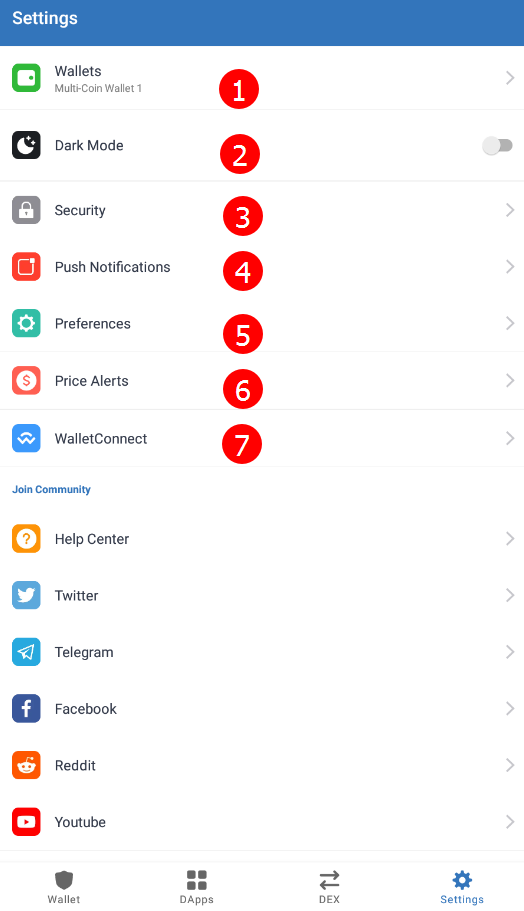 Settings
Wallets
Multi-Coin Wallet 1
1
Dark Mode
2
Security
3
Push Notifications
4
Preferences
5
Price Alerts
6
WalletConnect
7
Join Community
Help Center
Twitter
Telegram
Facebook
Reddit
Youtube
Wallet
DApps
DEX
Settings